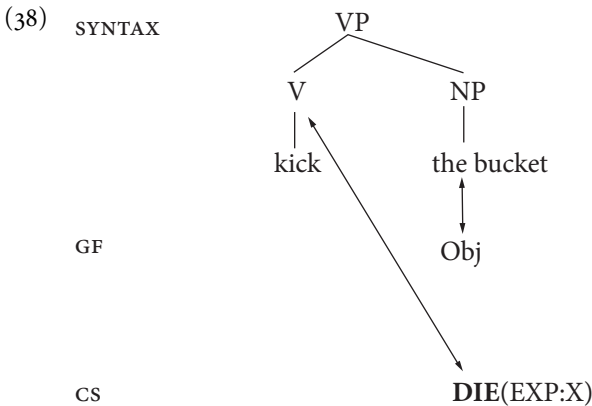 (38) SYNTAX VP
V NP
kick the bucket
GF Obj
CS DIE(EXP:X)